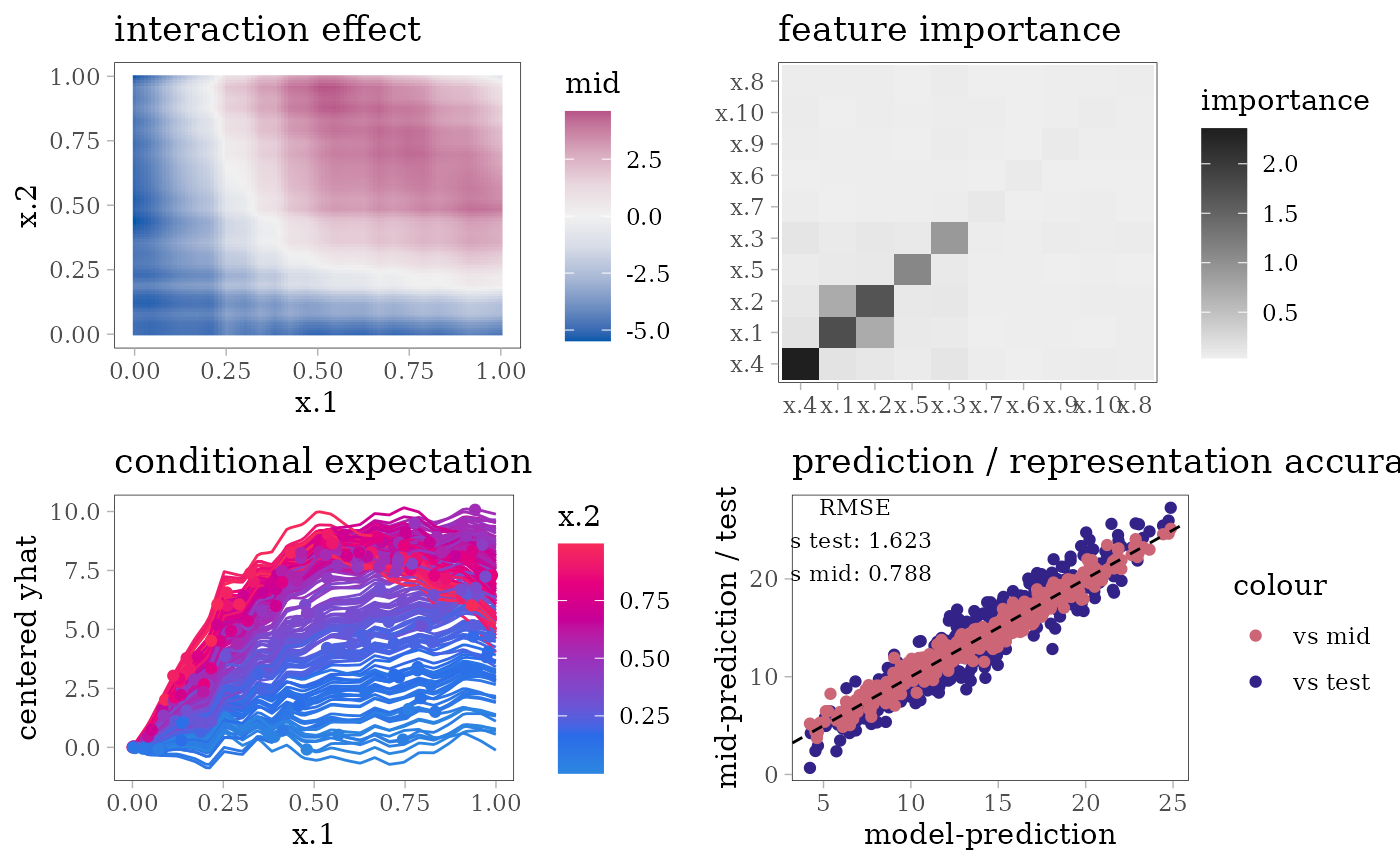 interaction effect
mid
1.00
0.75
0.50
0.25
0.00
x.2
2.5
0.0
-2.5
-5.0
0.00 0.25 0.50 0.75 1.00
x.1
feature importance
importance
x.8
x.10
x.9
x.6
x.7
x.3
x.5
x.2
x.1
x.4
2.0
1.5
1.0
0.5
x.4 x.1 x.2 x.5 x.3 x.7 x.6 x.9 x.10 x.8
conditional expectation
x.2
10.0
7.5
5.0
2.5
0.0
centered yhat
0.75
0.50
0.25
0.00 0.25 0.50 0.75 1.00
x.1
prediction / representation accura
RMSE
s test: 1.623
s mid: 0.788
mid-prediction / test
20
10
0
colour
vs mid
vs test
5 10 15 20 25
model-prediction